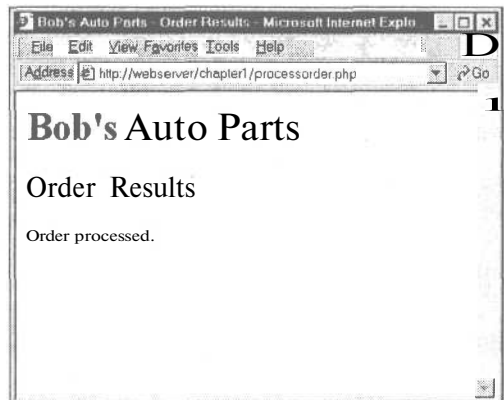 Bob's Auto Parts - Order Results - Microsoft Internet Explo
File Edit View Favorites Tools Help
D
Address http://webserver/chapter1/processorder.php Go
1
Bob's Auto Parts
Order Results
Order processed.